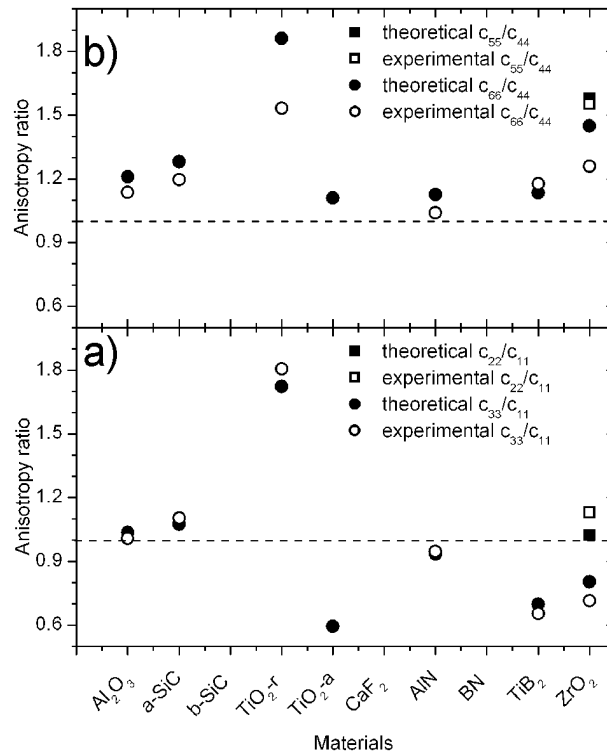 b)
theoretical c₅₅/c₄₄
experimental c₅₅/c₄₄
theoretical c₆₆/c₄₄
experimental c₆₆/c₄₄
1.8
1.5
1.2
0.9
0.6
Anisotropy ratio
a)
theoretical c₂₂/c₁₁
experimental c₂₂/c₁₁
theoretical c₃₃/c₁₁
experimental c₃₃/c₁₁
1.8
1.5
1.2
0.9
0.6
Anisotropy ratio
Al₂O₃
a-SiC
b-SiC
TiO₂-r
TiO₂-a
CaF₂
AlN
BN
TiB₂
ZrO₂
Materials